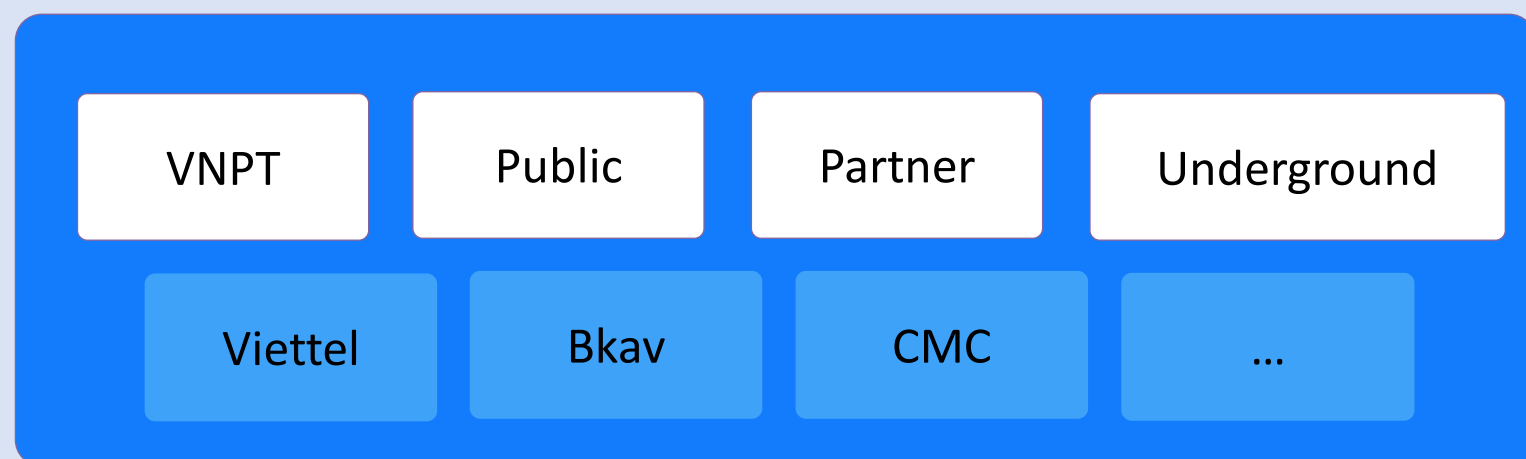 VNPT
Public
Partner
Underground
Viettel
Bkav
CMC
...